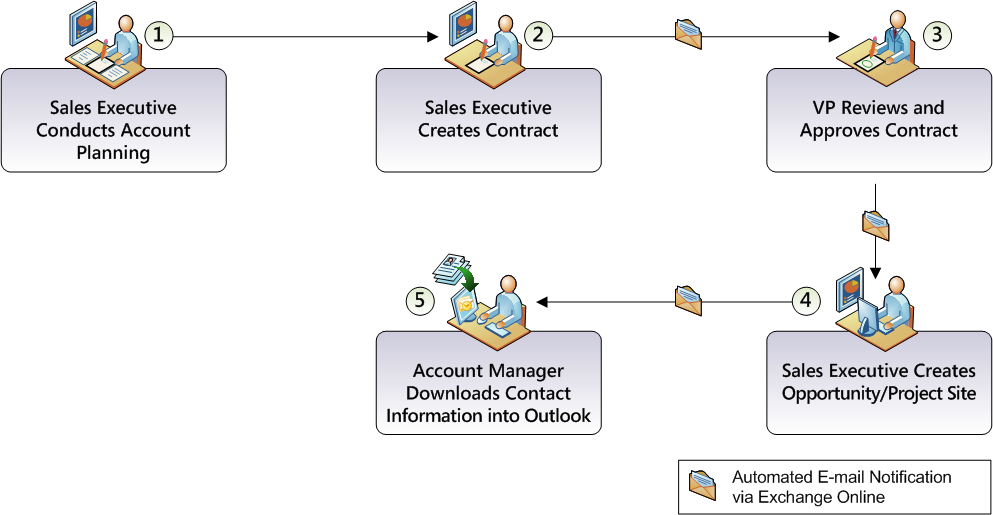 1
Sales Executive
Conducts Account
Planning
2
Sales Executive
Creates Contract
3
VP Reviews and
Approves Contract
4
Sales Executive Creates
Opportunity/Project Site
5
Account Manager
Downloads Contact
Information into Outlook
Automated E-mail Notification
via Exchange Online